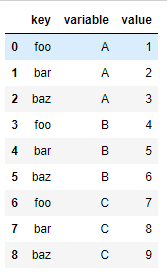 key variable value
0 foo A 1
1 bar A 2
2 baz A 3
3 foo B 4
4 bar B 5
5 baz B 6
6 foo C 7
7 bar C 8
8 baz C 9